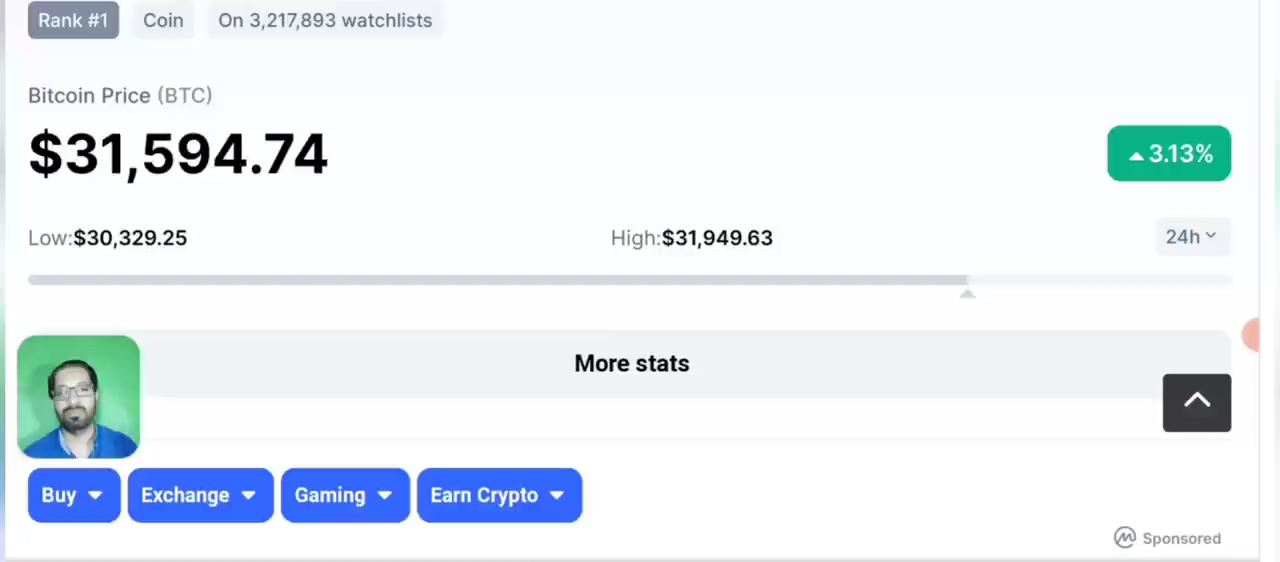 Rank #1 Coin On 3,217,893 watchlists
Bitcoin Price (BTC)
$31,594.74 3.13%
Low:$30,329.25 High:$31,949.63 24h
More stats
Buy Exchange Gaming Earn Crypto
Sponsored